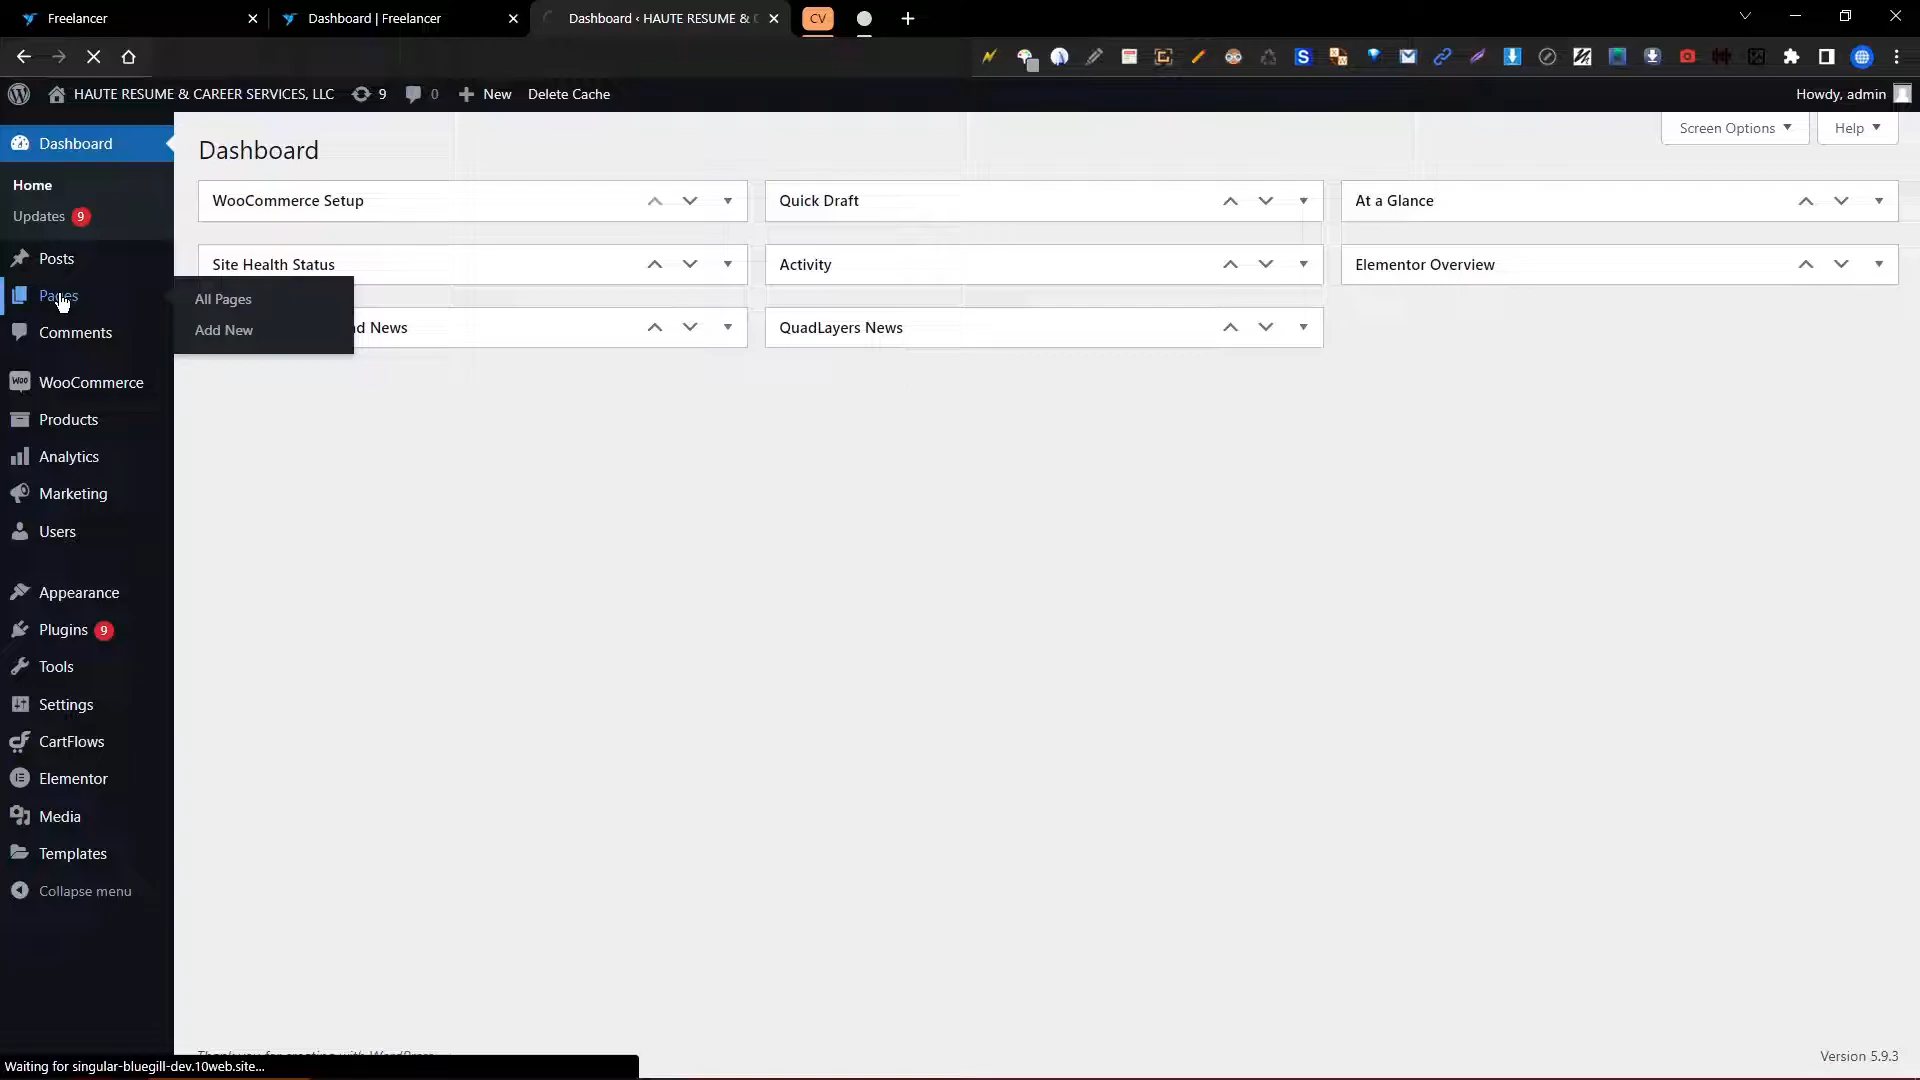 Freelancer
Dashboard | Freelancer
Dashboard ‹ HAUTE RESUME &
CV
HAUTE RESUME & CAREER SERVICES, LLC
9
0
New
Delete Cache
Howdy, admin
Dashboard
Home
Updates 9
Posts
Pages
All Pages
Add New
Comments
WooCommerce
Products
Analytics
Marketing
Users
Appearance
Plugins 9
Tools
Settings
CartFlows
Elementor
Media
Templates
Collapse menu
Screen Options
Help
Dashboard
WooCommerce Setup
Quick Draft
At a Glance
Site Health Status
Activity
Elementor Overview
News
QuadLayers News
Version 5.9.3
Waiting for singular-bluegill-dev.10web.site...